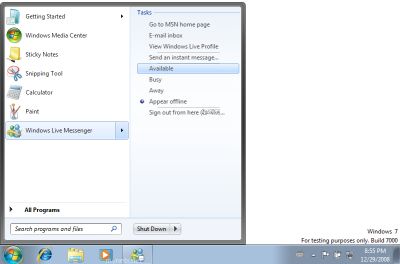 Getting Started
Windows Media Center
Sticky Notes
Snipping Tool
Calculator
Paint
Windows Live Messenger
All Programs
Search programs and files
Tasks
Go to MSN home page
E-mail inbox
View Windows Live Profile
Send an instant message...
Available
Busy
Away
Appear offline
Sign out from here
Shut Down
Windows 7
For testing purposes only. Build 7000
8:55 PM
12/29/2008